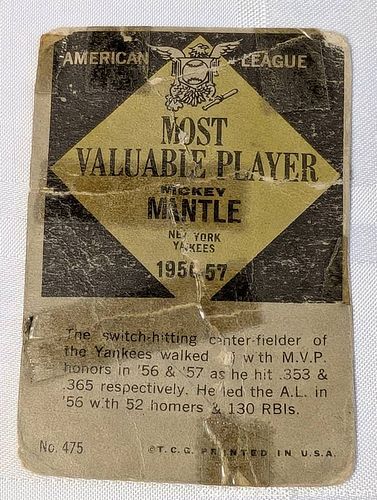 AMERICAN LEAGUE
MOST
VALUABLE PLAYER
MICKEY
MANTLE
NEW YORK
YANKEES
1956-57
The switch-hitting center-fielder of
the Yankees walked with M.V.P.
honors in '56 & '57 as he hit .353 &
.365 respectively. He led the A.L. in
'56 with 52 homers & 130 RBIs.
No. 475
©T.C.G. PRINTED IN U.S.A.